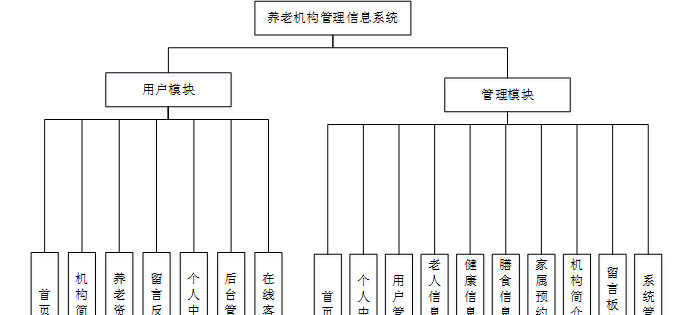 养老机构管理信息系统
用户模块
管理模块
首页
机构简
养老资
留言反
个人中
后台管
在线客
首页
个人中
用户管
老人信息
健康信息
膳食信息
家属预约
机构简介
留言板
系统管